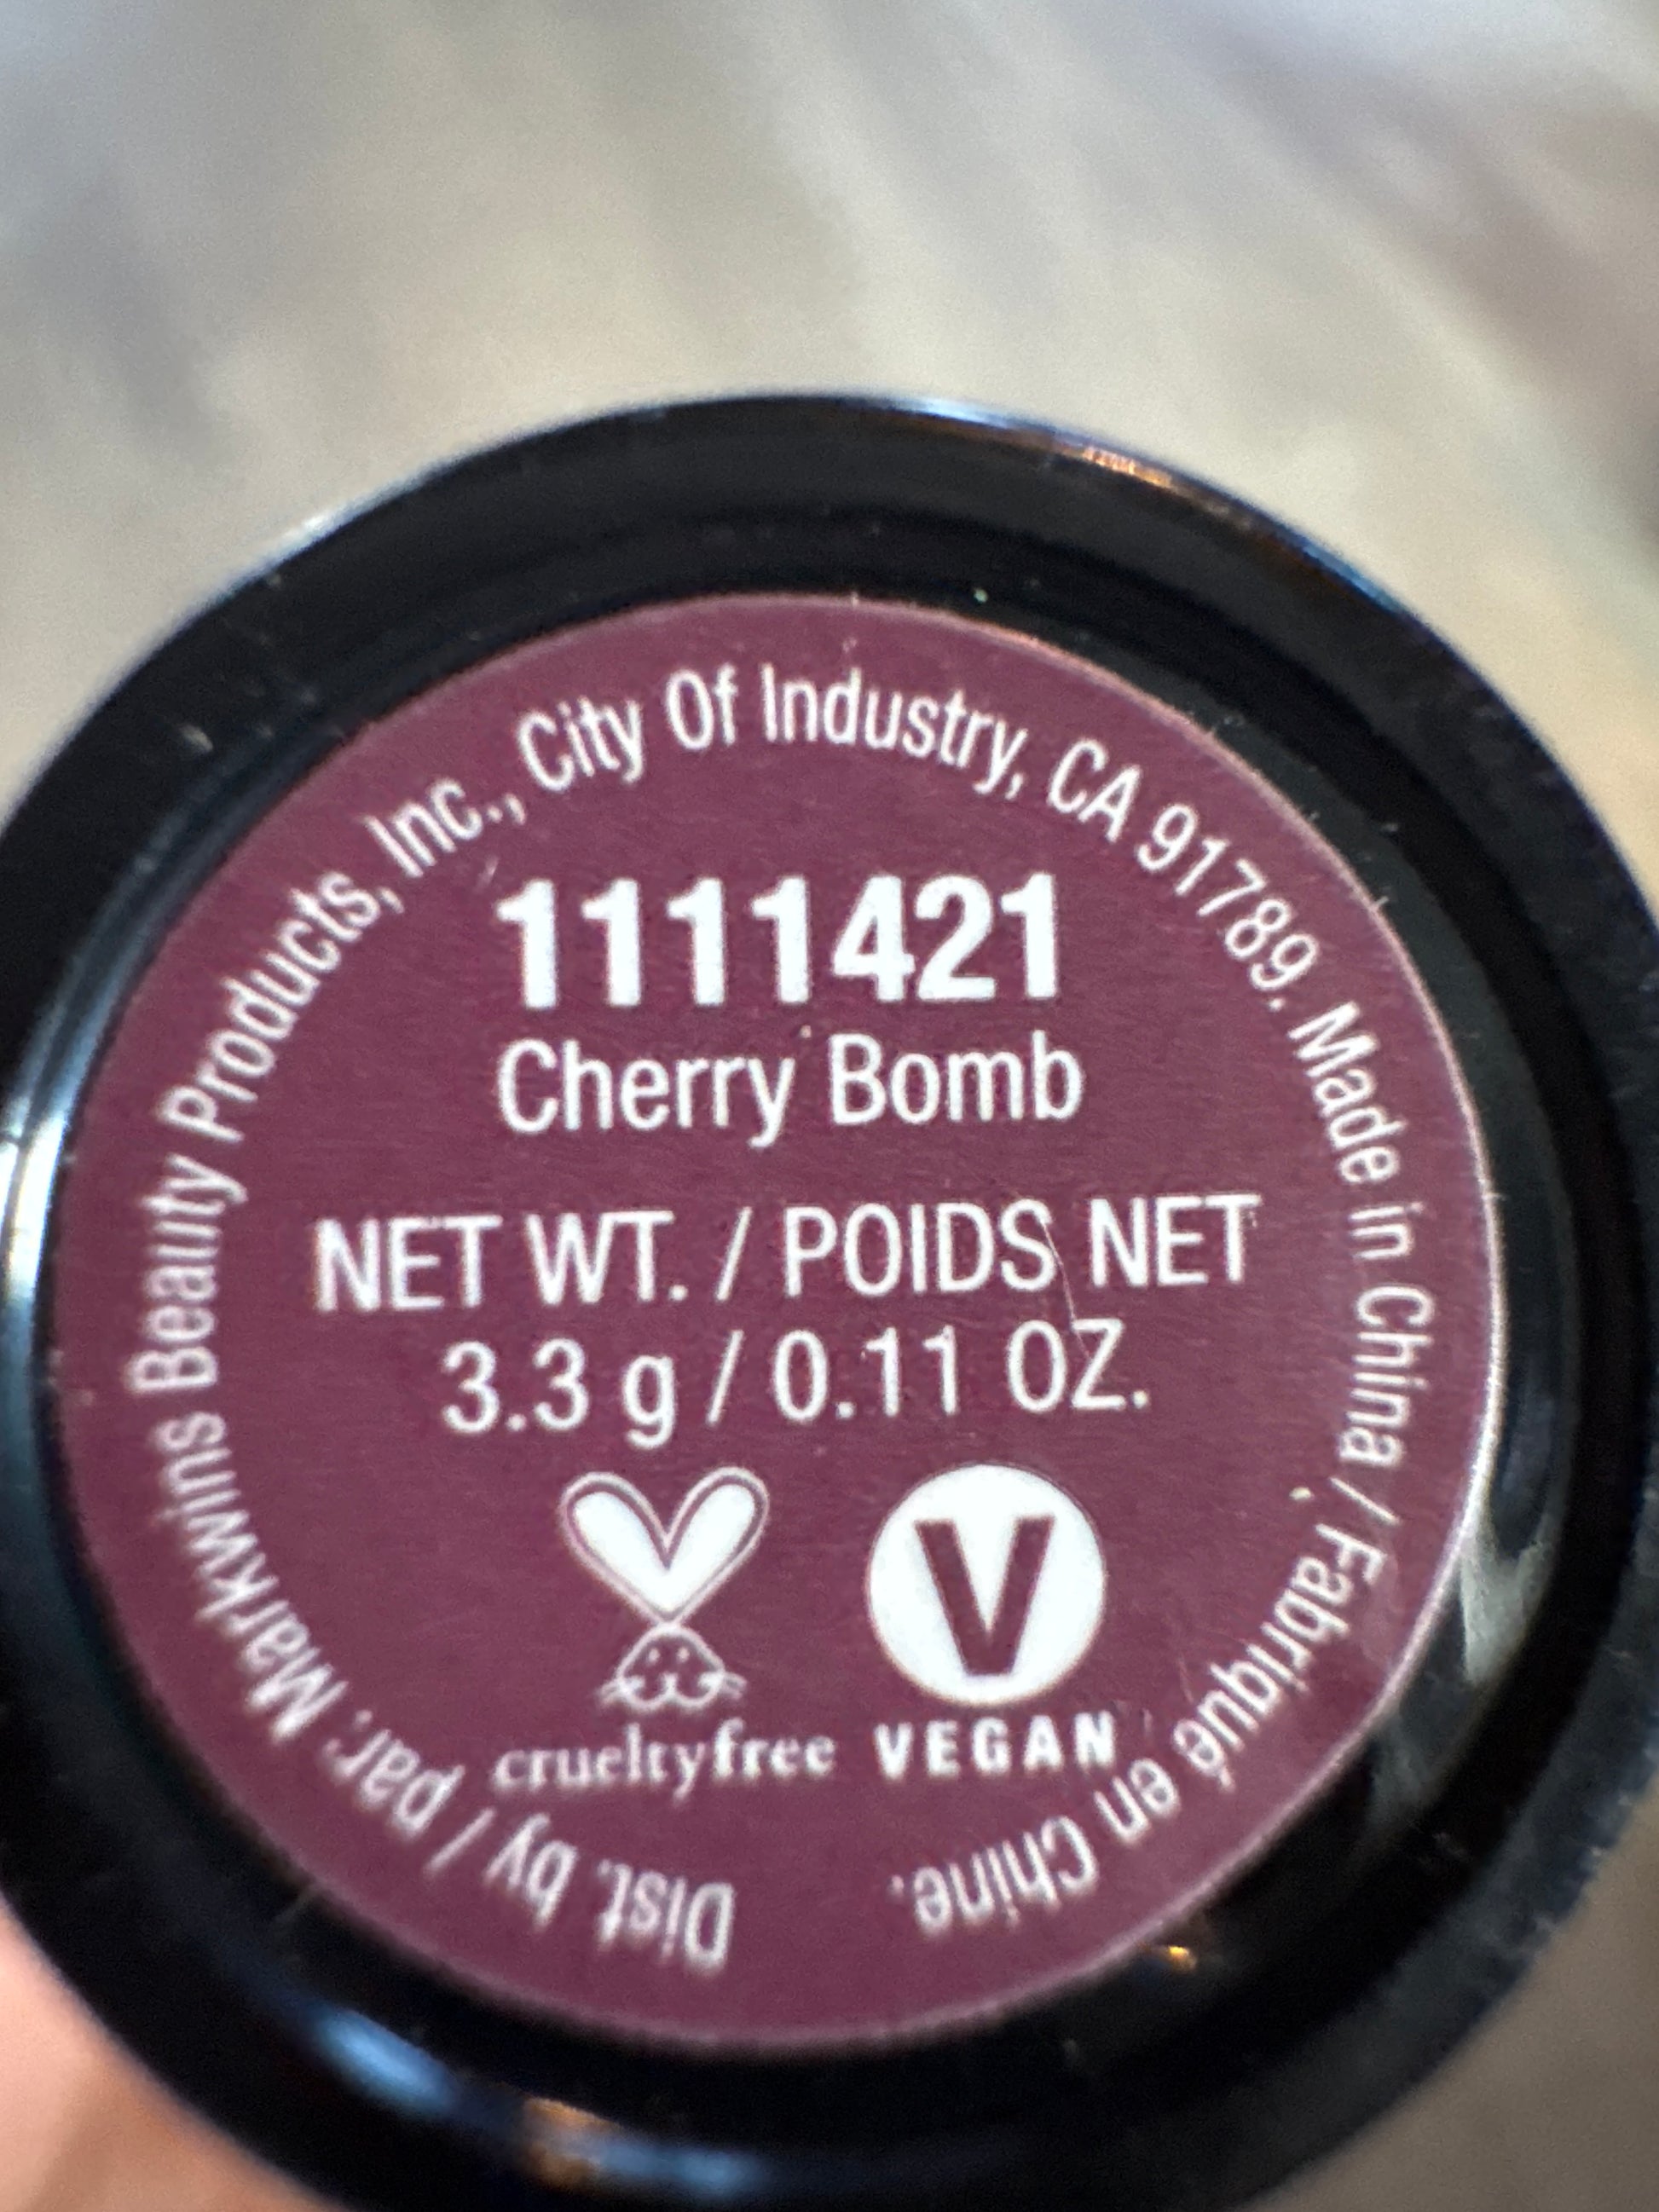 Dist. by / par: Markwins Beauty Products, Inc., City Of Industry, CA 91789. Made in China / Fabriqué en Chine.
1111421
Cherry Bomb
NET WT. / POIDS NET
3.3 g / 0.11 OZ.
V
crueltyfree VEGAN